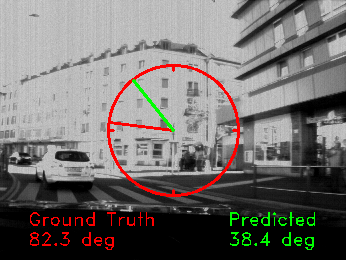 Ground Truth
82.3 deg
Predicted
38.4 deg